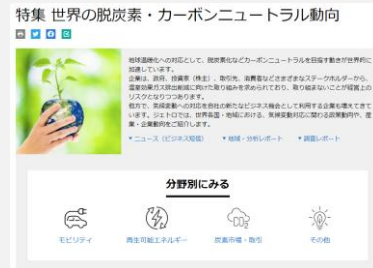 特集 世界の脱炭素・カーボンニュートラル動向
地球温暖化への対応として、脱炭素化などカーボンニュートラルを目指す動きが世界的に
加速しています。
企業は、政府、投資家（株主）、取引先、消費者などさまざまなステークホルダーから、
温室効果ガス排出削減に向けた取り組みを求められており、取り組まないことが経営上の
リスクとなりつつあります。
他方で、気候変動への対応を自社の新たなビジネス機会として利用する企業も増えてきて
います。ジェトロでは、世界各国・地域における、気候変動対応に関わる政策動向や、産
業・企業動向をご紹介します。
ニュース（ビジネス短信）
地域・分析レポート
調査レポート
分野別にみる
モビリティ
再生可能エネルギー
炭素市場・取引
その他